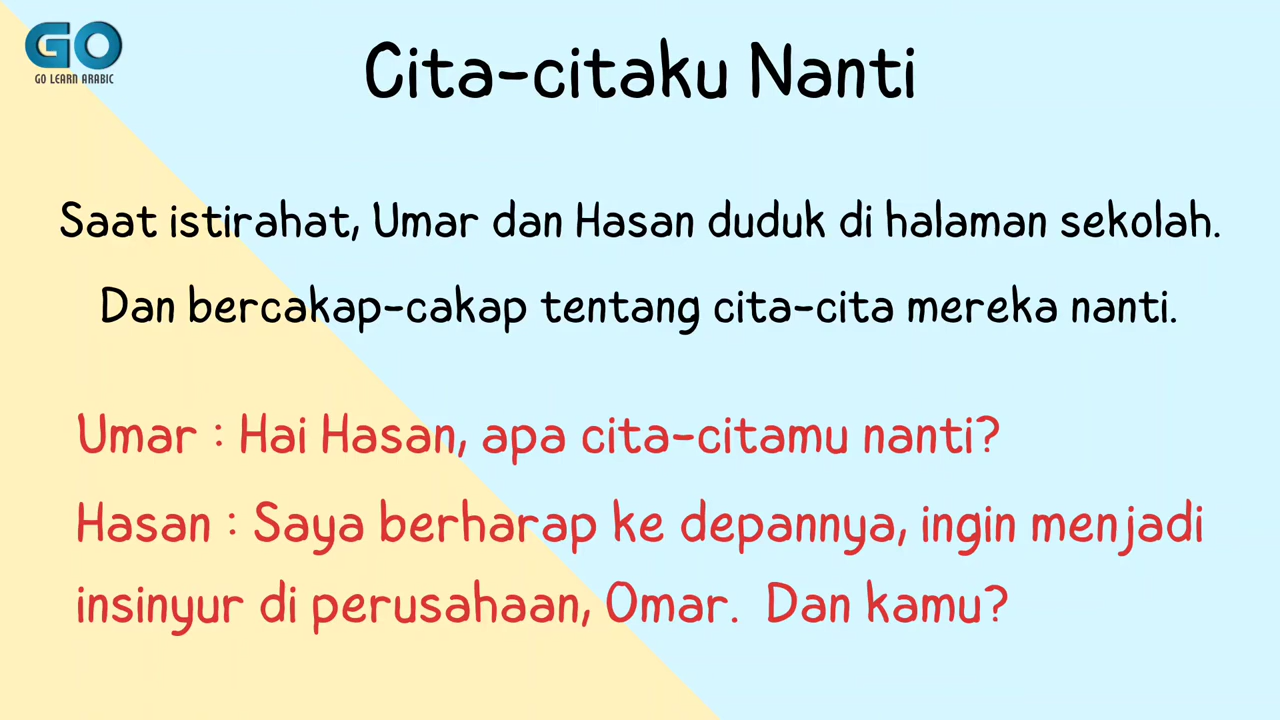 GO
GO LEARN ARABIC
Cita-citaku Nanti
Saat istirahat, Umar dan Hasan duduk di halaman sekolah.
Dan bercakap-cakap tentang cita-cita mereka nanti.
Umar : Hai Hasan, apa cita-citamu nanti?
Hasan : Saya berharap ke depannya, ingin menjadi
insinyur di perusahaan, Omar. Dan kamu?